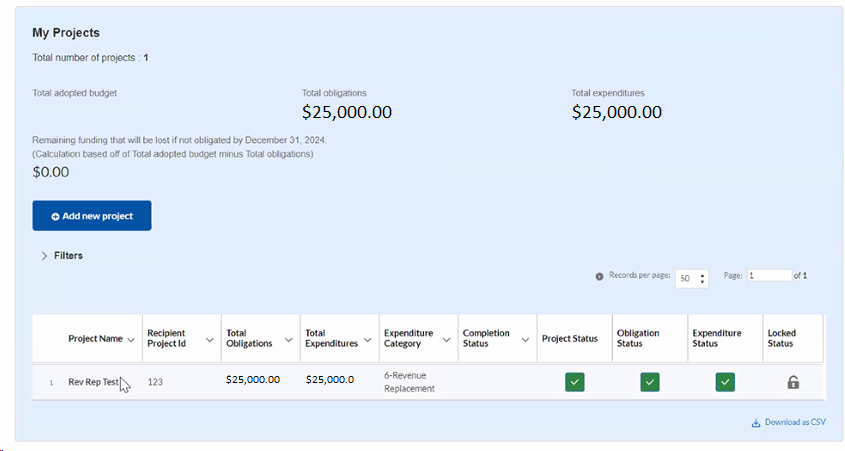 My Projects
Total number of projects : 1
Total adopted budget
Total obligations
Total expenditures
$25,000.00
$25,000.00
Remaining funding that will be lost if not obligated by December 31, 2024.
(Calculation based off of Total adopted budget minus Total obligations)
$0.00
Add new project
Filters
Records per page: 50
Page: 1 of 1
Project Name
Recipient
Project Id
Total
Obligations
Total
Expenditures
Expenditure
Category
Completion
Status
Project Status
Obligation
Status
Expenditure
Status
Locked
Status
1 Rev Rep Test 123 $25,000.00 $25,000.0
6-Revenue
Replacement
Download as CSV